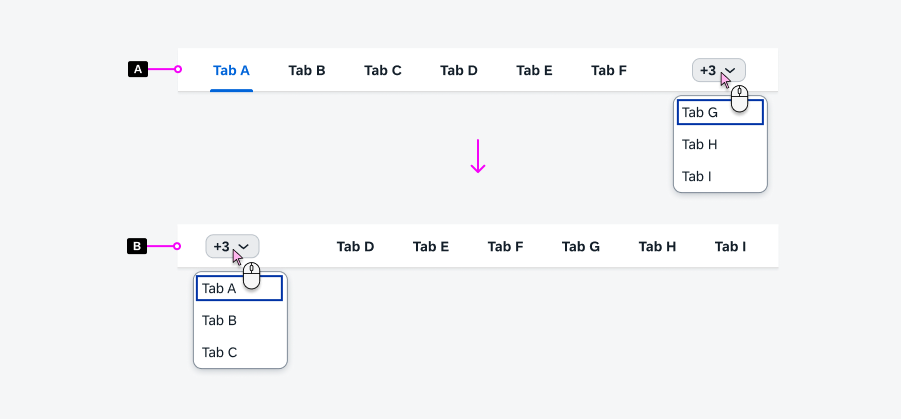 A Tab A Tab B Tab C Tab D Tab E Tab F +3
Tab G
Tab H
Tab I
B +3 Tab D Tab E Tab F Tab G Tab H Tab I
Tab A
Tab B
Tab C